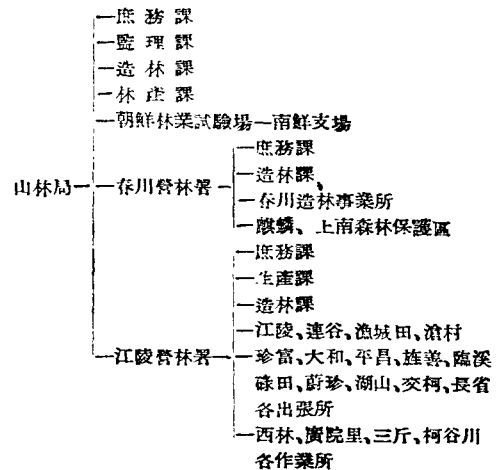 庶務課
監理課
造林課
林産課
朝鮮林業試驗場—南鮮支場
庶務課
造林課、
山林局—春川營林署
春川造林事業所
麒麟、上南森林保護區
庶務課
生產課
造林課
江陵、連谷、漁城田、滄村
江陵營林署—珍富、大和、平昌、旌善、臨溪
碌田、蔚珍、湖山、交柯、長省
各出張所
西林、廣院里、三斤、柯谷川
各作業所